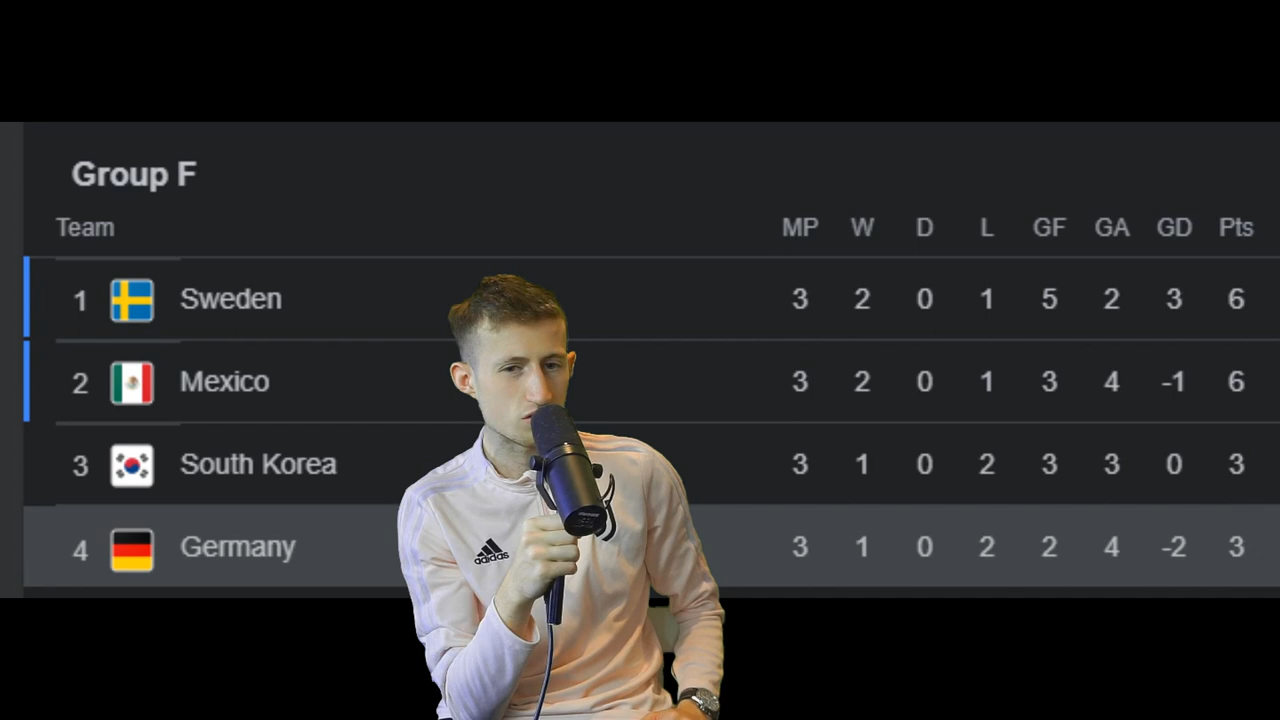 Group F
Team MP W D L GF GA GD Pts
1 Sweden 3 2 0 1 5 2 3 6
2 Mexico 3 2 0 1 3 4 -1 6
3 South Korea 3 1 0 2 3 3 0 3
4 Germany 3 1 0 2 2 4 -2 3
adidas